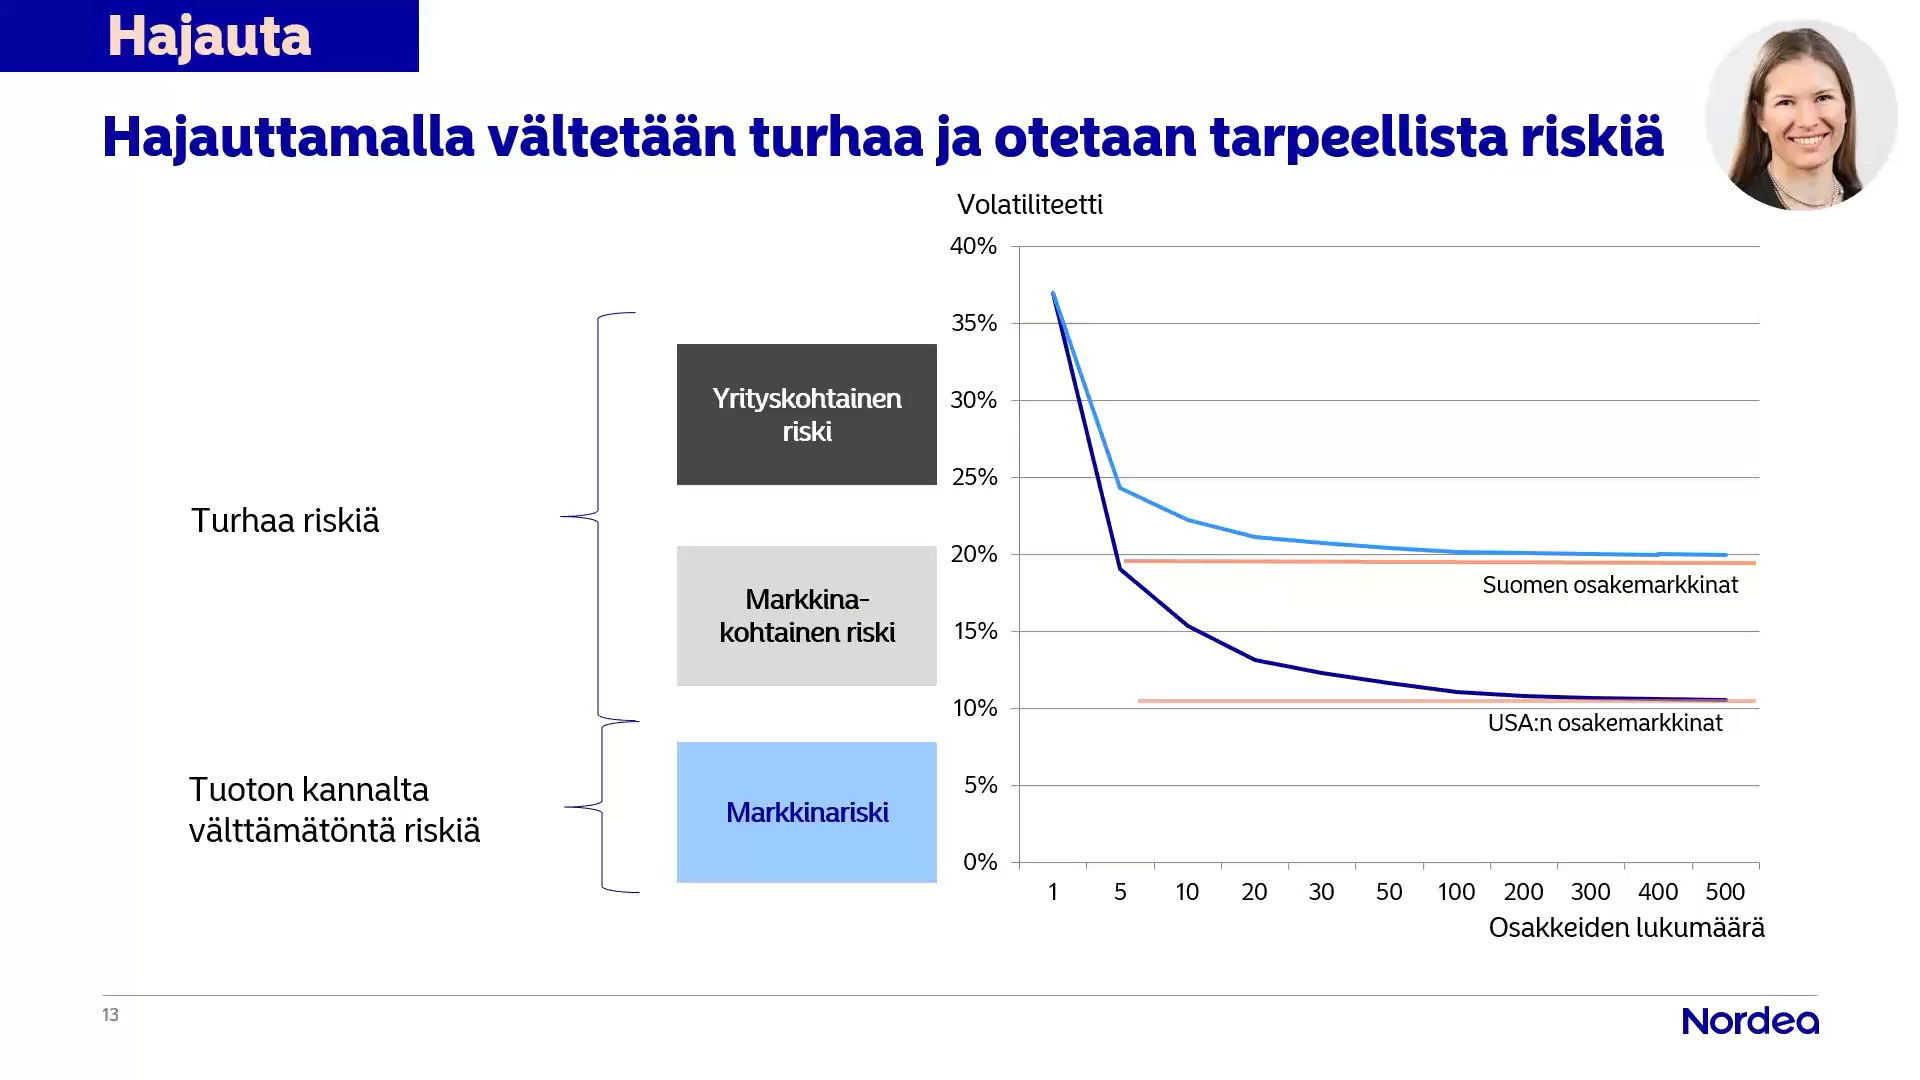 Hajauta
Hajauttamalla vältetään turhaa ja otetaan tarpeellista riskiä
Turhaa riskiä
Tuoton kannalta
välttämätöntä riskiä
Yrityskohtainen
riski
Markkina-
kohtainen riski
Markkinariski
Volatiliteetti
40%
35%
30%
25%
20%
15%
10%
5%
0%
Suomen osakemarkkinat
USA:n osakemarkkinat
1 5 10 20 30 50 100 200 300 400 500
Osakkeiden lukumäärä
13
Nordea